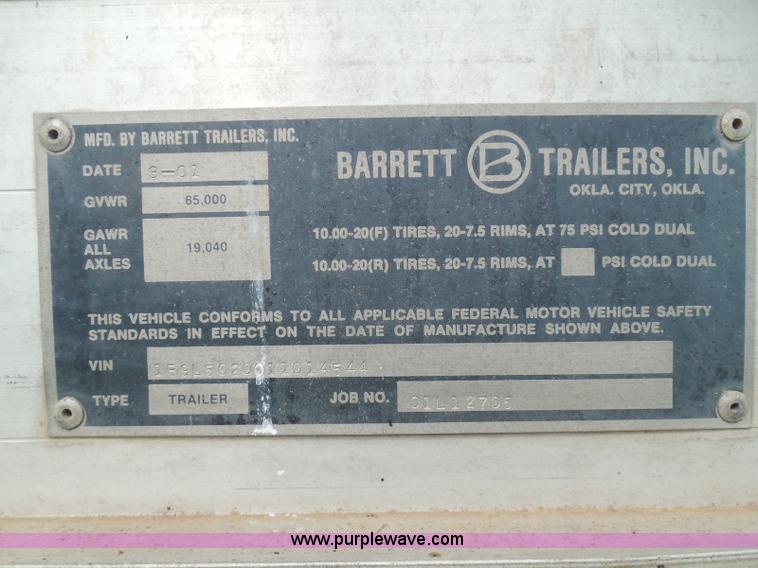 MFD. BY BARRETT TRAILERS, INC.
DATE 3-01
GVWR 65,000
GAWR ALL AXLES 19,040
BARRETT B TRAILERS, INC.
OKLA. CITY, OKLA.
10.00-20(F) TIRES, 20-7.5 RIMS, AT 75 PSI COLD DUAL
10.00-20(R) TIRES, 20-7.5 RIMS, AT PSI COLD DUAL
THIS VEHICLE CONFORMS TO ALL APPLICABLE FEDERAL MOTOR VEHICLE SAFETY
STANDARDS IN EFFECT ON THE DATE OF MANUFACTURE SHOWN ABOVE.
VIN
TYPE TRAILER JOB NO. 01L12705
www.purplewave.com